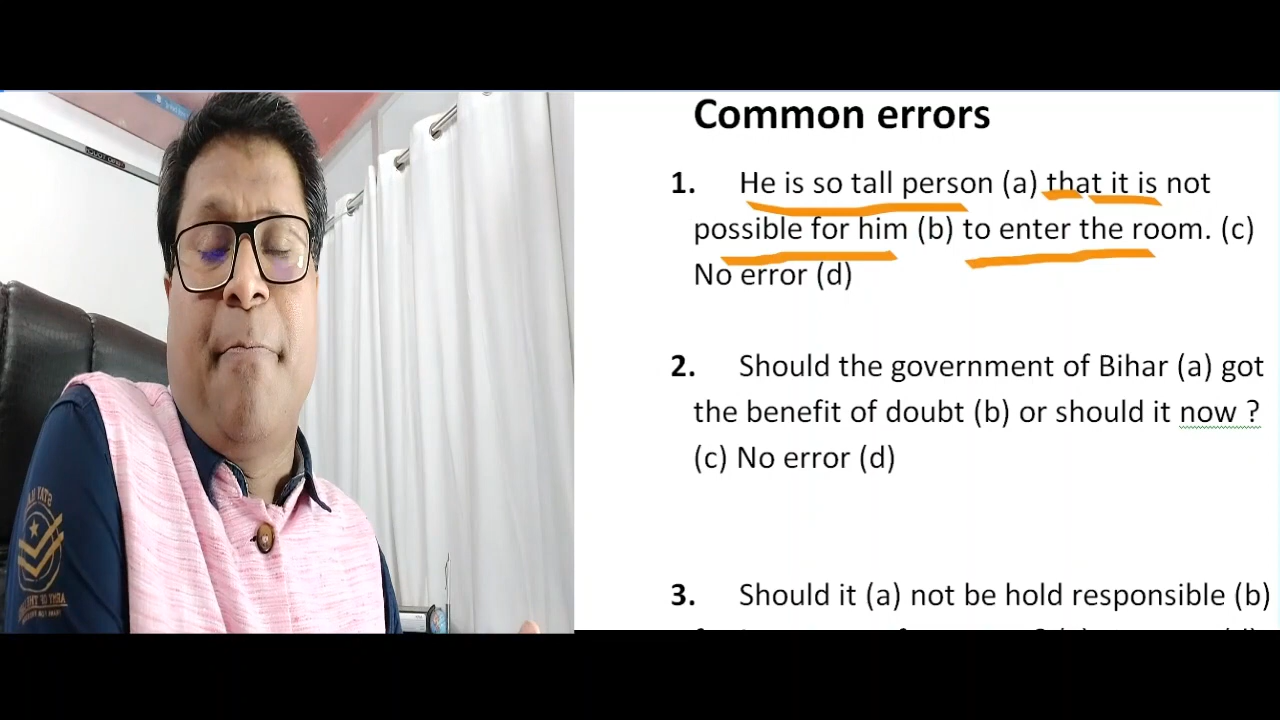 Common errors
1. He is so tall person (a) that it is not
possible for him (b) to enter the room. (c)
No error (d)
2. Should the government of Bihar (a) got
the benefit of doubt (b) or should it now ?
(c) No error (d)
3. Should it (a) not be hold responsible (b)